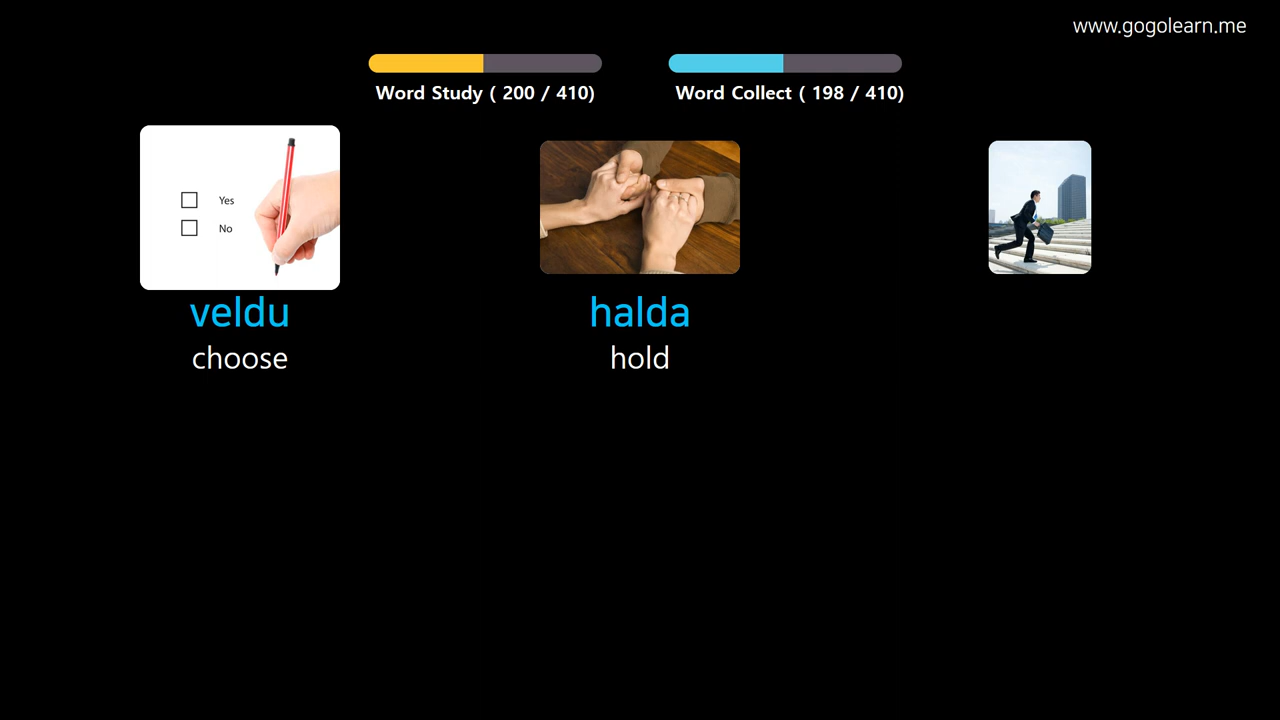 www.gogolearn.me
Word Study ( 200 / 410)
Word Collect ( 198 / 410)
Yes
No
veldu
choose
halda
hold